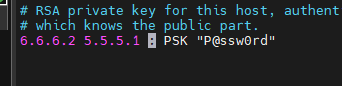 # RSA private key for this host, authent
# which knows the public part.
6.6.6.2 5.5.5.1 : PSK "P@ssw0rd"